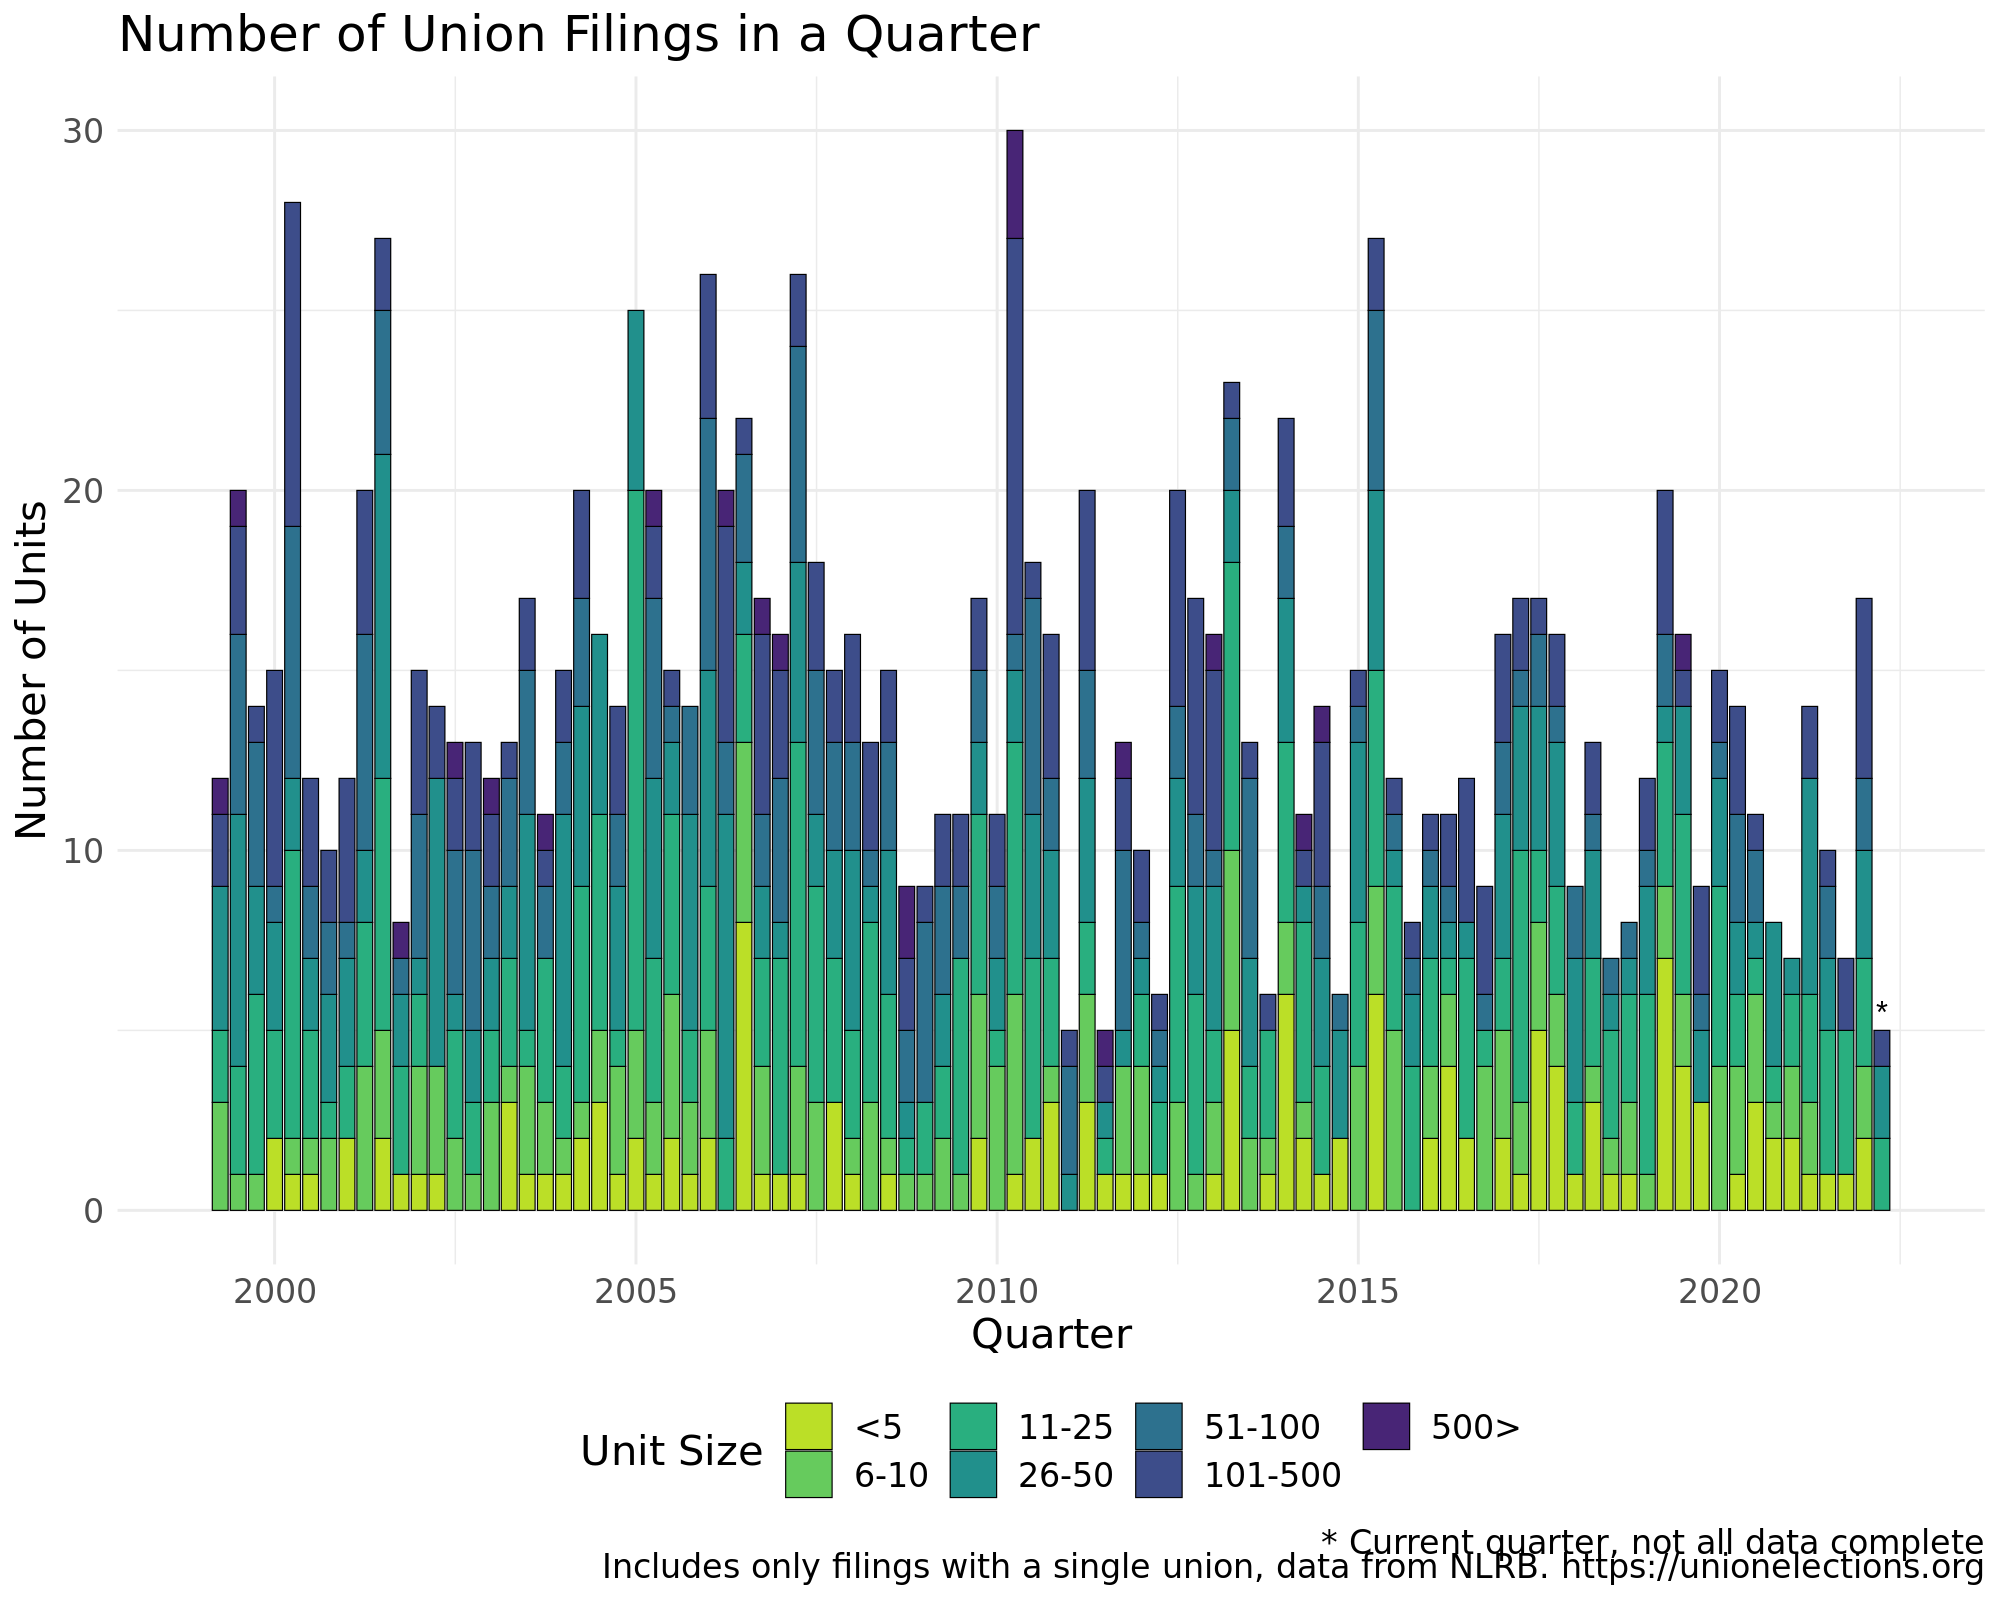 Number of Union Filings in a Quarter
Number of Units
30
20
10
0
*
2000 2005 2010 2015 2020
Quarter
Unit Size
<5 11-25 51-100 500>
6-10 26-50 101-500
* Current quarter, not all data complete
Includes only filings with a single union, data from NLRB. https://unionelections.org